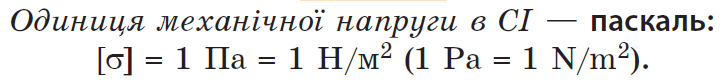 Одиниця механічної напруги в СІ — паскаль:
[σ] = 1 Па = 1 Н/м² (1 Pa = 1 N/m²).